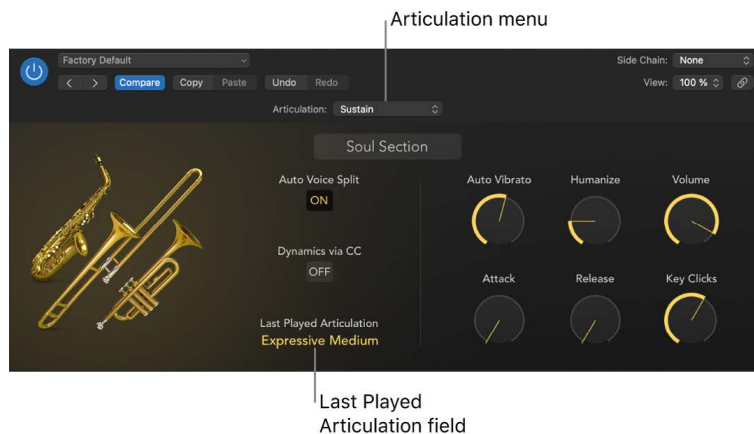 Articulation menu
Factory Default
Side Chain: None
< > Compare Copy Paste Undo Redo
View: 100 %
Articulation: Sustain
Soul Section
Auto Voice Split
ON
Auto Vibrato Humanize Volume
Dynamics via CC
OFF
Attack Release Key Clicks
Last Played Articulation
Expressive Medium
Last Played
Articulation field